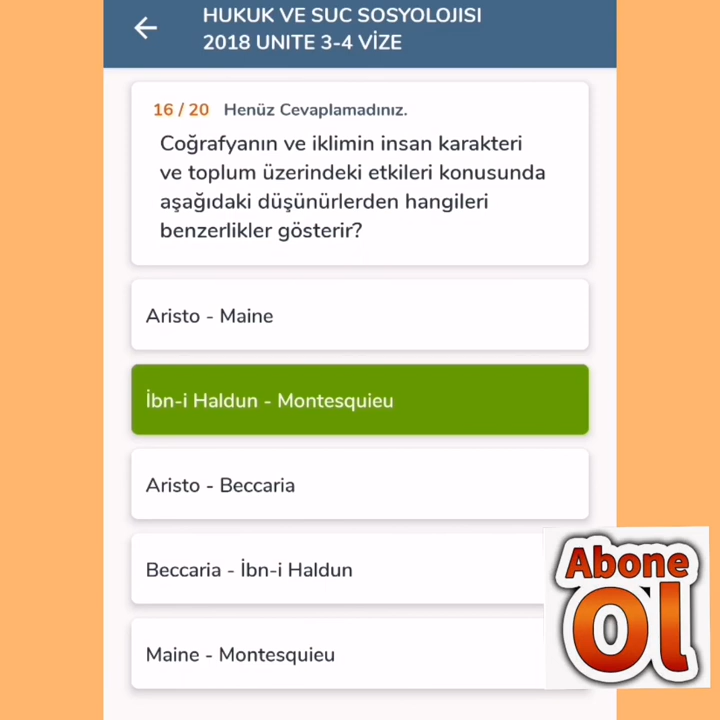 HUKUK VE SUC SOSYOLOJISI
2018 UNITE 3-4 VİZE
16 / 20 Henüz Cevaplamadınız.
Coğrafyanın ve iklimin insan karakteri
ve toplum üzerindeki etkileri konusunda
aşağıdaki düşünürlerden hangileri
benzerlikler gösterir?
Aristo - Maine
İbn-i Haldun - Montesquieu
Aristo - Beccaria
Beccaria - İbn-i Haldun
Maine - Montesquieu
Abone
Ol